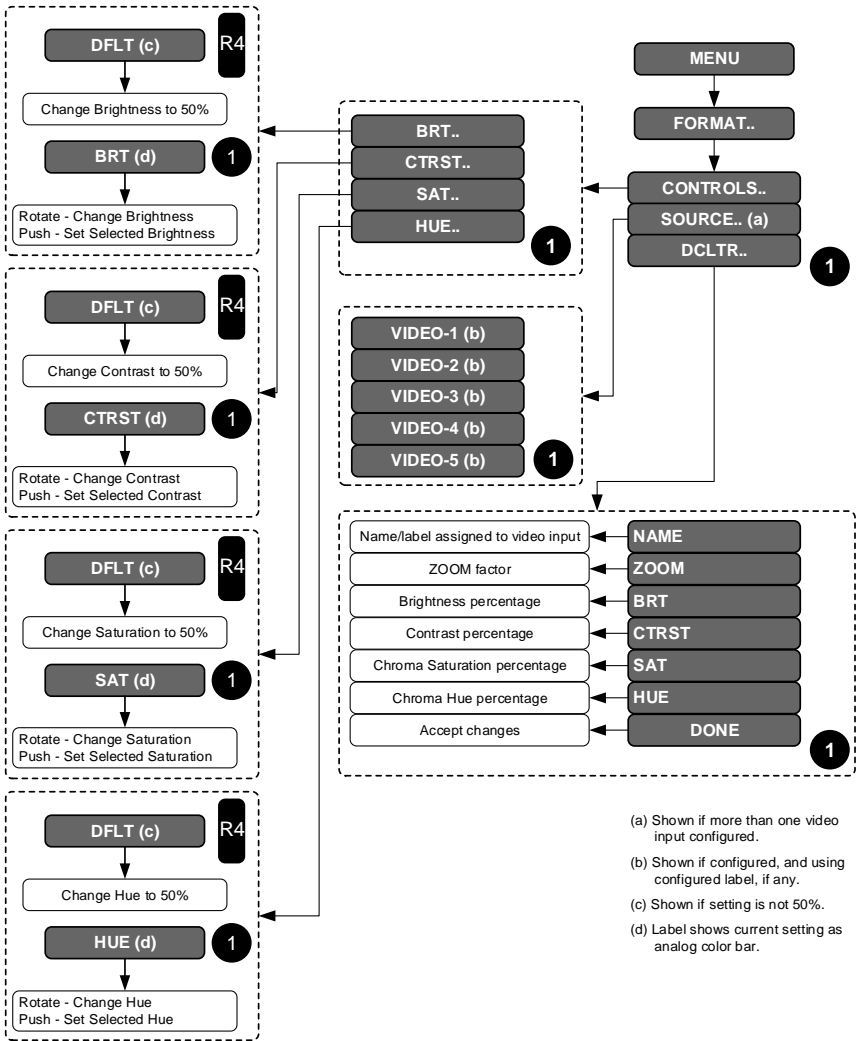 DFLT (c)
R4
Change Brightness to 50%
BRT (d)
1
Rotate - Change Brightness
Push - Set Selected Brightness
DFLT (c)
R4
Change Contrast to 50%
CTRST (d)
1
Rotate - Change Contrast
Push - Set Selected Contrast
DFLT (c)
R4
Change Saturation to 50%
SAT (d)
1
Rotate - Change Saturation
Push - Set Selected Saturation
DFLT (c)
R4
Change Hue to 50%
HUE (d)
1
Rotate - Change Hue
Push - Set Selected Hue
BRT..
CTRST..
SAT..
HUE..
1
MENU
FORMAT..
CONTROLS..
SOURCE.. (a)
DCLTR..
1
VIDEO-1 (b)
VIDEO-2 (b)
VIDEO-3 (b)
VIDEO-4 (b)
VIDEO-5 (b)
1
Name/label assigned to video input
NAME
ZOOM factor
ZOOM
Brightness percentage
BRT
Contrast percentage
CTRST
Chroma Saturation percentage
SAT
Chroma Hue percentage
HUE
Accept changes
DONE
1
(a) Shown if more than one video
input configured.
(b) Shown if configured, and using
configured label, if any.
(c) Shown if setting is not 50%.
(d) Label shows current setting as
analog color bar.